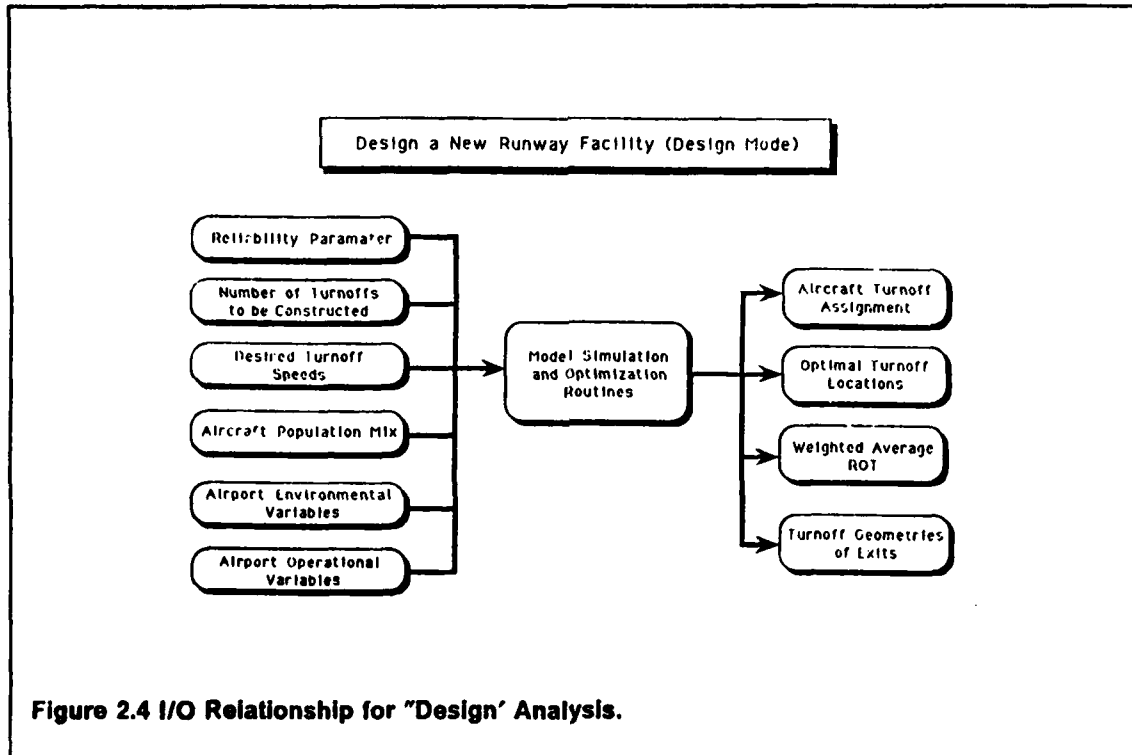 Design a New Runway Facility (Design Mode)
Reliability Paramater
Number of Turnoffs
to be Constructed
Desired Turnoff
Speeds
Aircraft Population Mix
Airport Environmental
Variables
Airport Operational
Variables
Model Simulation
and Optimization
Routines
Aircraft Turnoff
Assignment
Optimal Turnoff
Locations
Weighted Average
ROT
Turnoff Geometries
of Exits
Figure 2.4 I/O Relationship for "Design' Analysis.